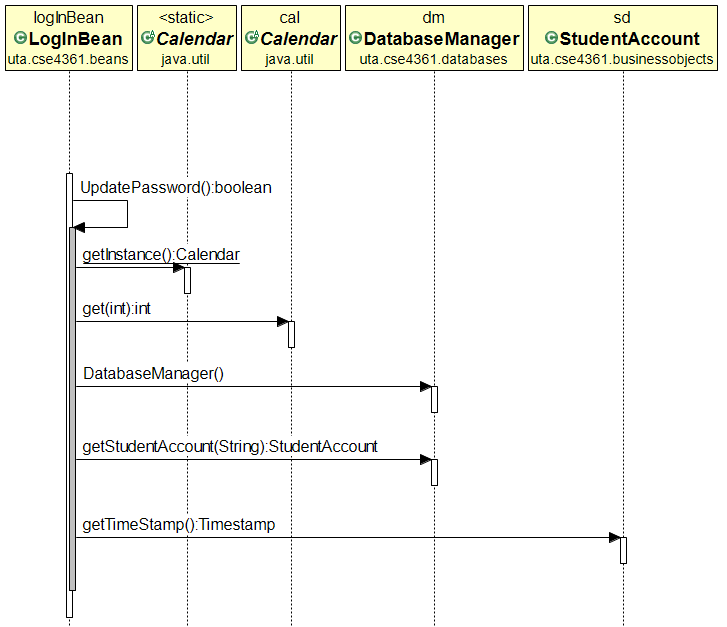 logInBean
LogInBean
uta.cse4361.beans
<static>
Calendar
java.util
cal
Calendar
java.util
dm
DatabaseManager
uta.cse4361.databases
sd
StudentAccount
uta.cse4361.businessobjects
UpdatePassword():boolean
getInstance():Calendar
get(int):int
DatabaseManager()
getStudentAccount(String):StudentAccount
getTimeStamp():Timestamp